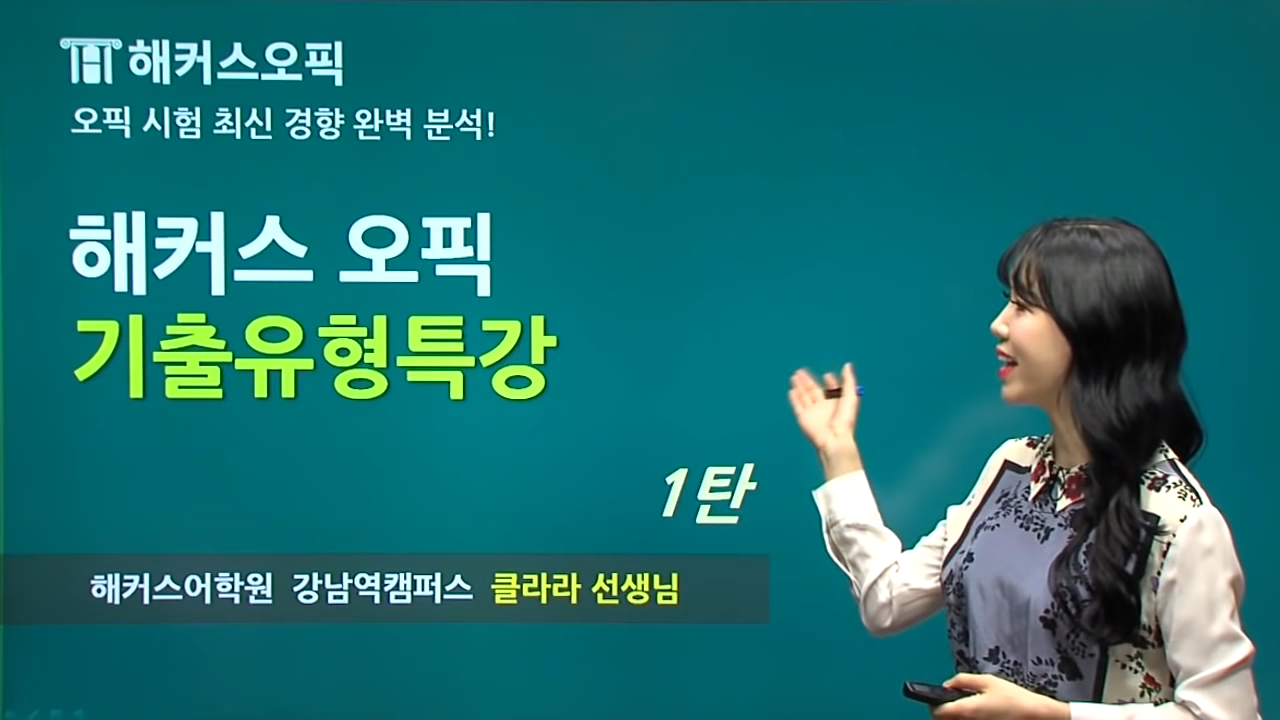 해커스오픽
오픽 시험 최신 경향 완벽 분석!
해커스 오픽
기출유형특강
1탄
해커스어학원 강남역캠퍼스 클라라 선생님